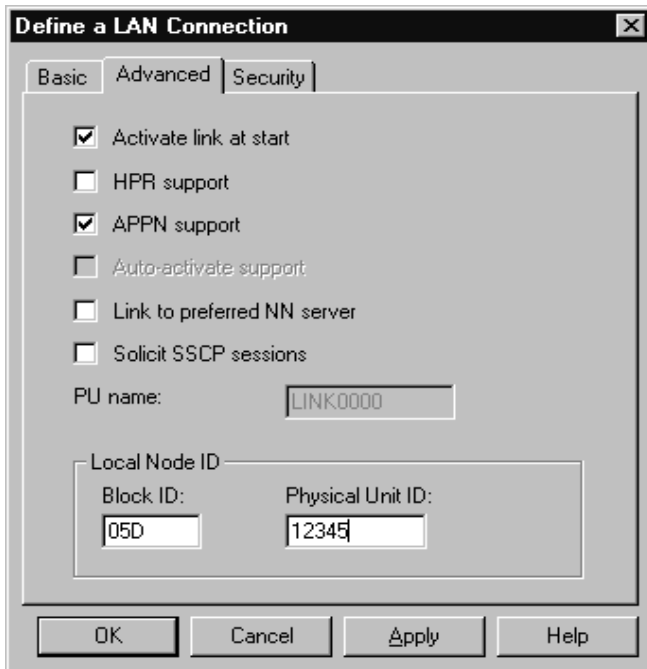 Define a LAN Connection
Basic Advanced Security
Activate link at start
HPR support
APPN support
Auto-activate support
Link to preferred NN server
Solicit SSCP sessions
PU name: LINK0000
Local Node ID
Block ID: Physical Unit ID:
05D 12345
OK Cancel Apply Help